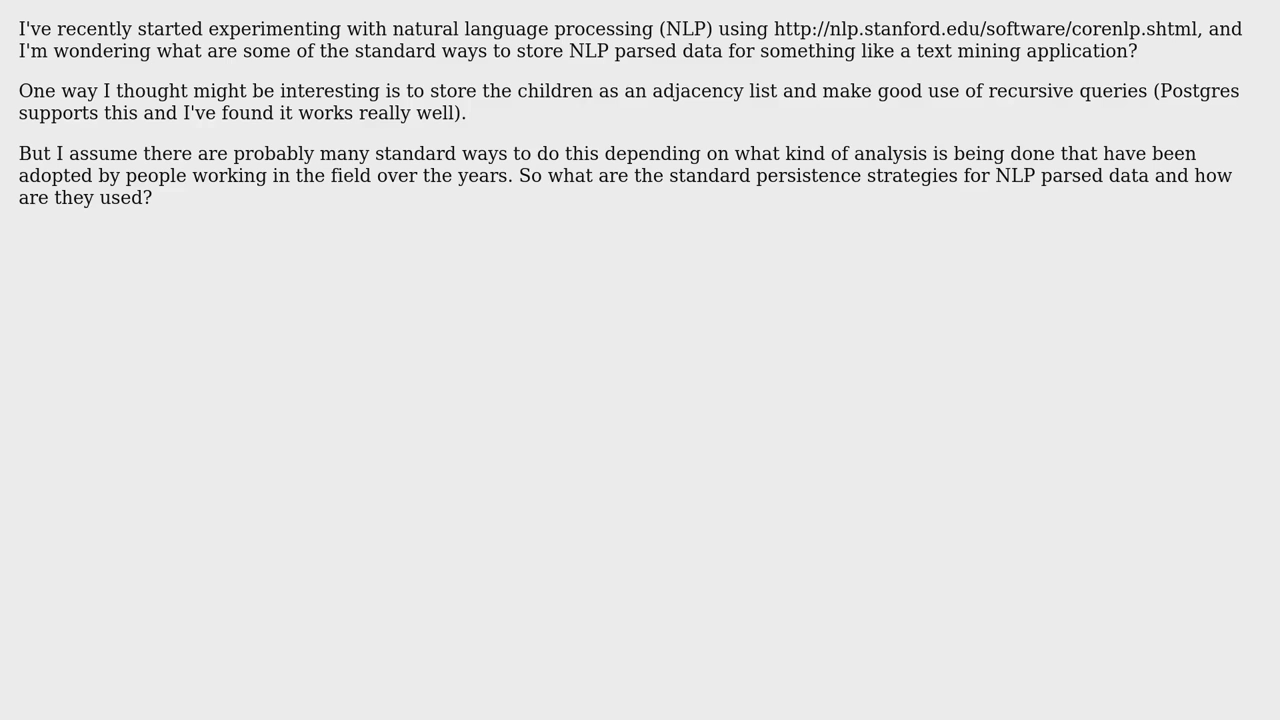 I've recently started experimenting with natural language processing (NLP) using http://nlp.stanford.edu/software/corenlp.shtml, and
I'm wondering what are some of the standard ways to store NLP parsed data for something like a text mining application?
One way I thought might be interesting is to store the children as an adjacency list and make good use of recursive queries (Postgres
supports this and I've found it works really well).
But I assume there are probably many standard ways to do this depending on what kind of analysis is being done that have been
adopted by people working in the field over the years. So what are the standard persistence strategies for NLP parsed data and how
are they used?